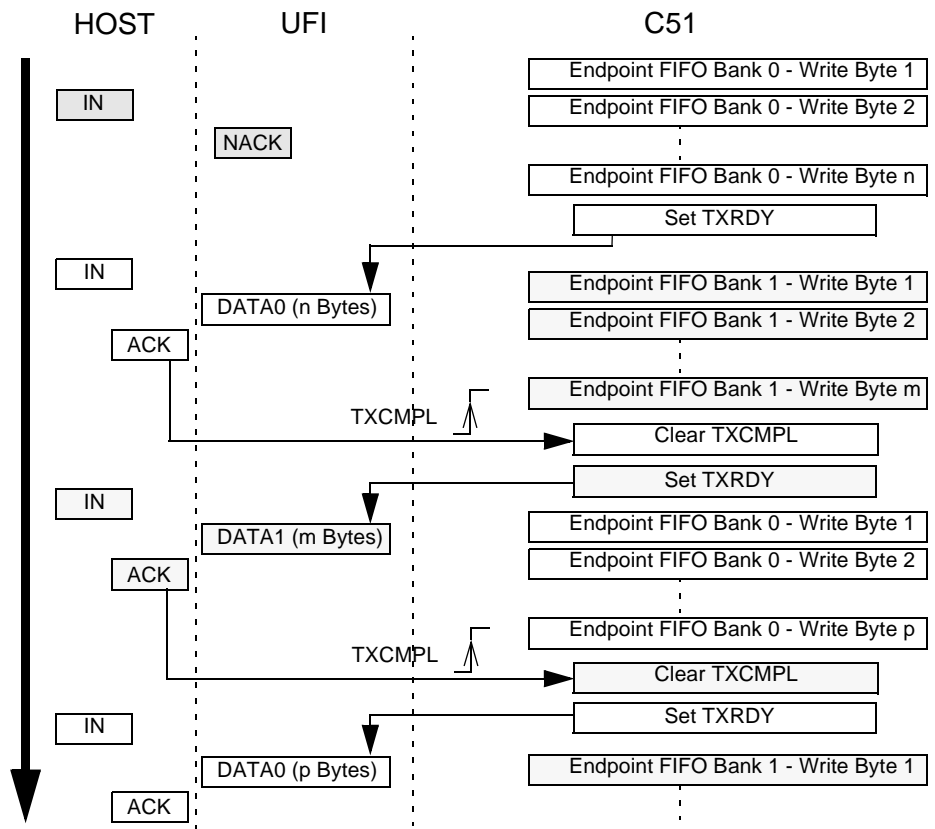 HOST UFI C51
Endpoint FIFO Bank 0 - Write Byte 1
IN Endpoint FIFO Bank 0 - Write Byte 2
NACK
Endpoint FIFO Bank 0 - Write Byte n
Set TXRDY
IN Endpoint FIFO Bank 1 - Write Byte 1
DATA0 (n Bytes)
Endpoint FIFO Bank 1 - Write Byte 2
ACK
Endpoint FIFO Bank 1 - Write Byte m
TXCMPL
Clear TXCMPL
Set TXRDY
IN
DATA1 (m Bytes) Endpoint FIFO Bank 0 - Write Byte 1
Endpoint FIFO Bank 0 - Write Byte 2
ACK
Endpoint FIFO Bank 0 - Write Byte p
TXCMPL
Clear TXCMPL
IN Set TXRDY
DATA0 (p Bytes) Endpoint FIFO Bank 1 - Write Byte 1
ACK